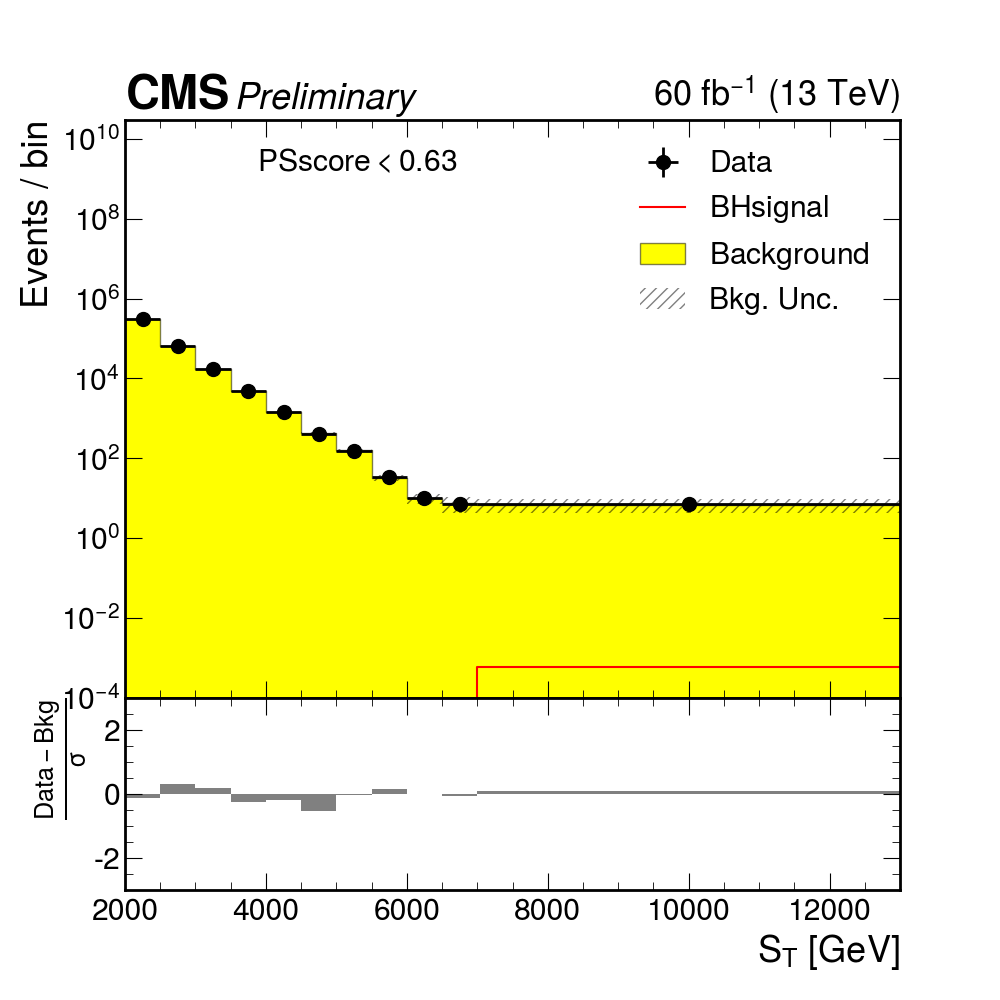 CMS Preliminary 60 fb⁻¹ (13 TeV)
Events / bin
PSscore < 0.63
Data
BHsignal
Background
Bkg. Unc.
10¹⁰
10⁸
10⁶
10⁴
10²
10⁰
10⁻²
10⁻⁴
Data − Bkg
σ
2
0
-2
2000 4000 6000 8000 10000 12000
S_T [GeV]